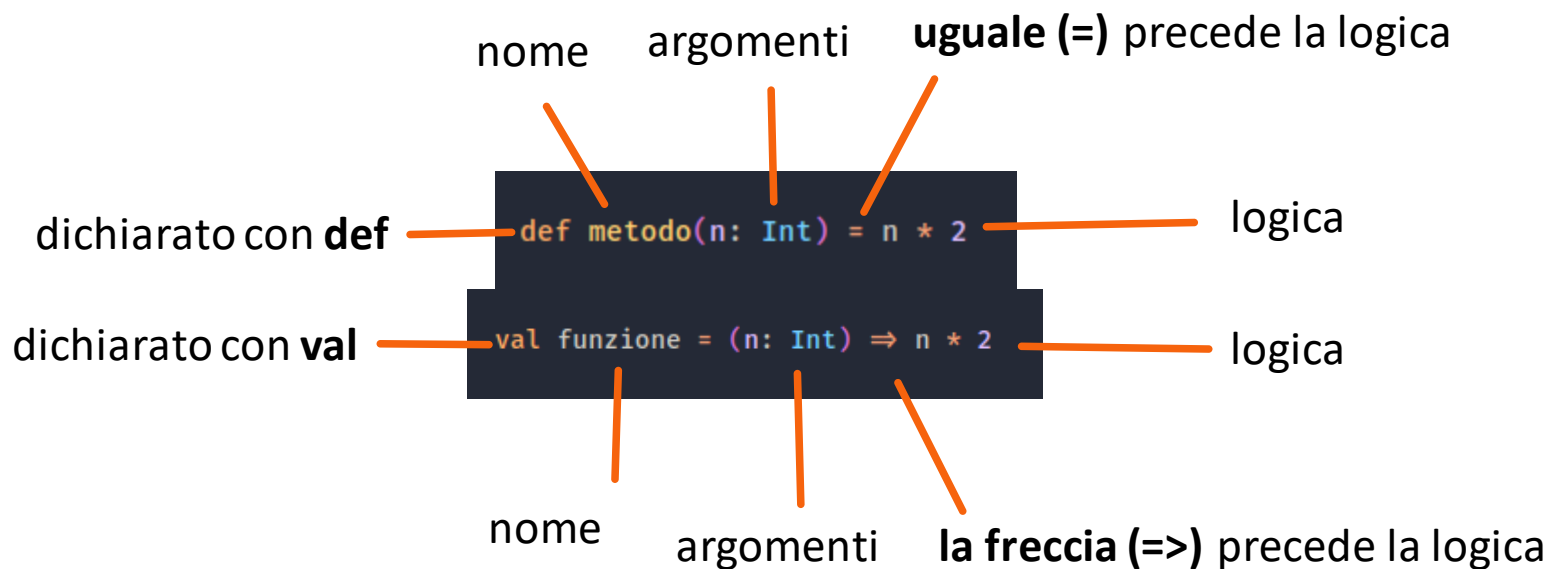 nome
argomenti
uguale (=) precede la logica
dichiarato con def
def metodo(n: Int) = n * 2
logica
dichiarato con val
val funzione = (n: Int) ⇒ n * 2
logica
nome
argomenti
la freccia (=>) precede la logica